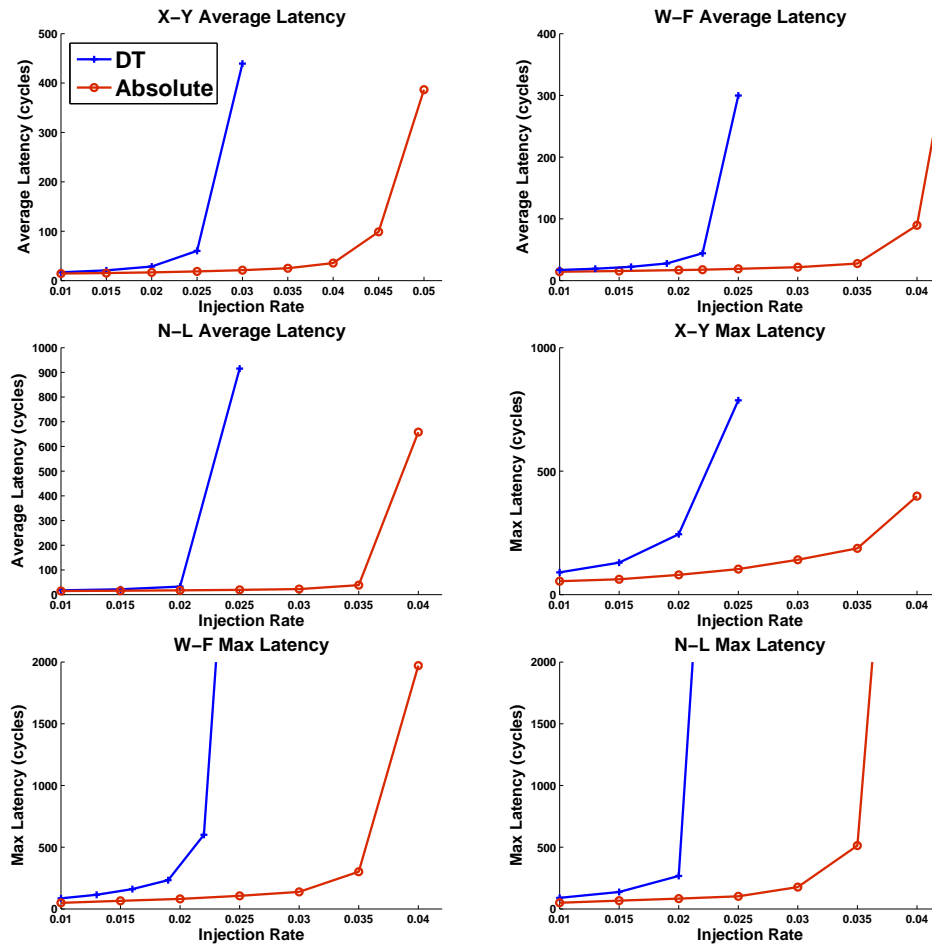 X–Y Average Latency
500
400
300
200
100
0
Average Latency (cycles)
DT
Absolute
0.01 0.015 0.02 0.025 0.03 0.035 0.04 0.045 0.05
Injection Rate
W–F Average Latency
400
300
200
100
0
Average Latency (cycles)
0.01 0.015 0.02 0.025 0.03 0.035 0.04
Injection Rate
N–L Average Latency
1000
900
800
700
600
500
400
300
200
100
0
Average Latency (cycles)
0.01 0.015 0.02 0.025 0.03 0.035 0.04
Injection Rate
X–Y Max Latency
1000
500
0
Max Latency (cycles)
0.01 0.015 0.02 0.025 0.03 0.035 0.04
Injection Rate
W–F Max Latency
2000
1500
1000
500
0
Max Latency (cycles)
0.01 0.015 0.02 0.025 0.03 0.035 0.04
Injection Rate
N–L Max Latency
2000
1500
1000
500
0
Max Latency (cycles)
0.01 0.015 0.02 0.025 0.03 0.035 0.04
Injection Rate